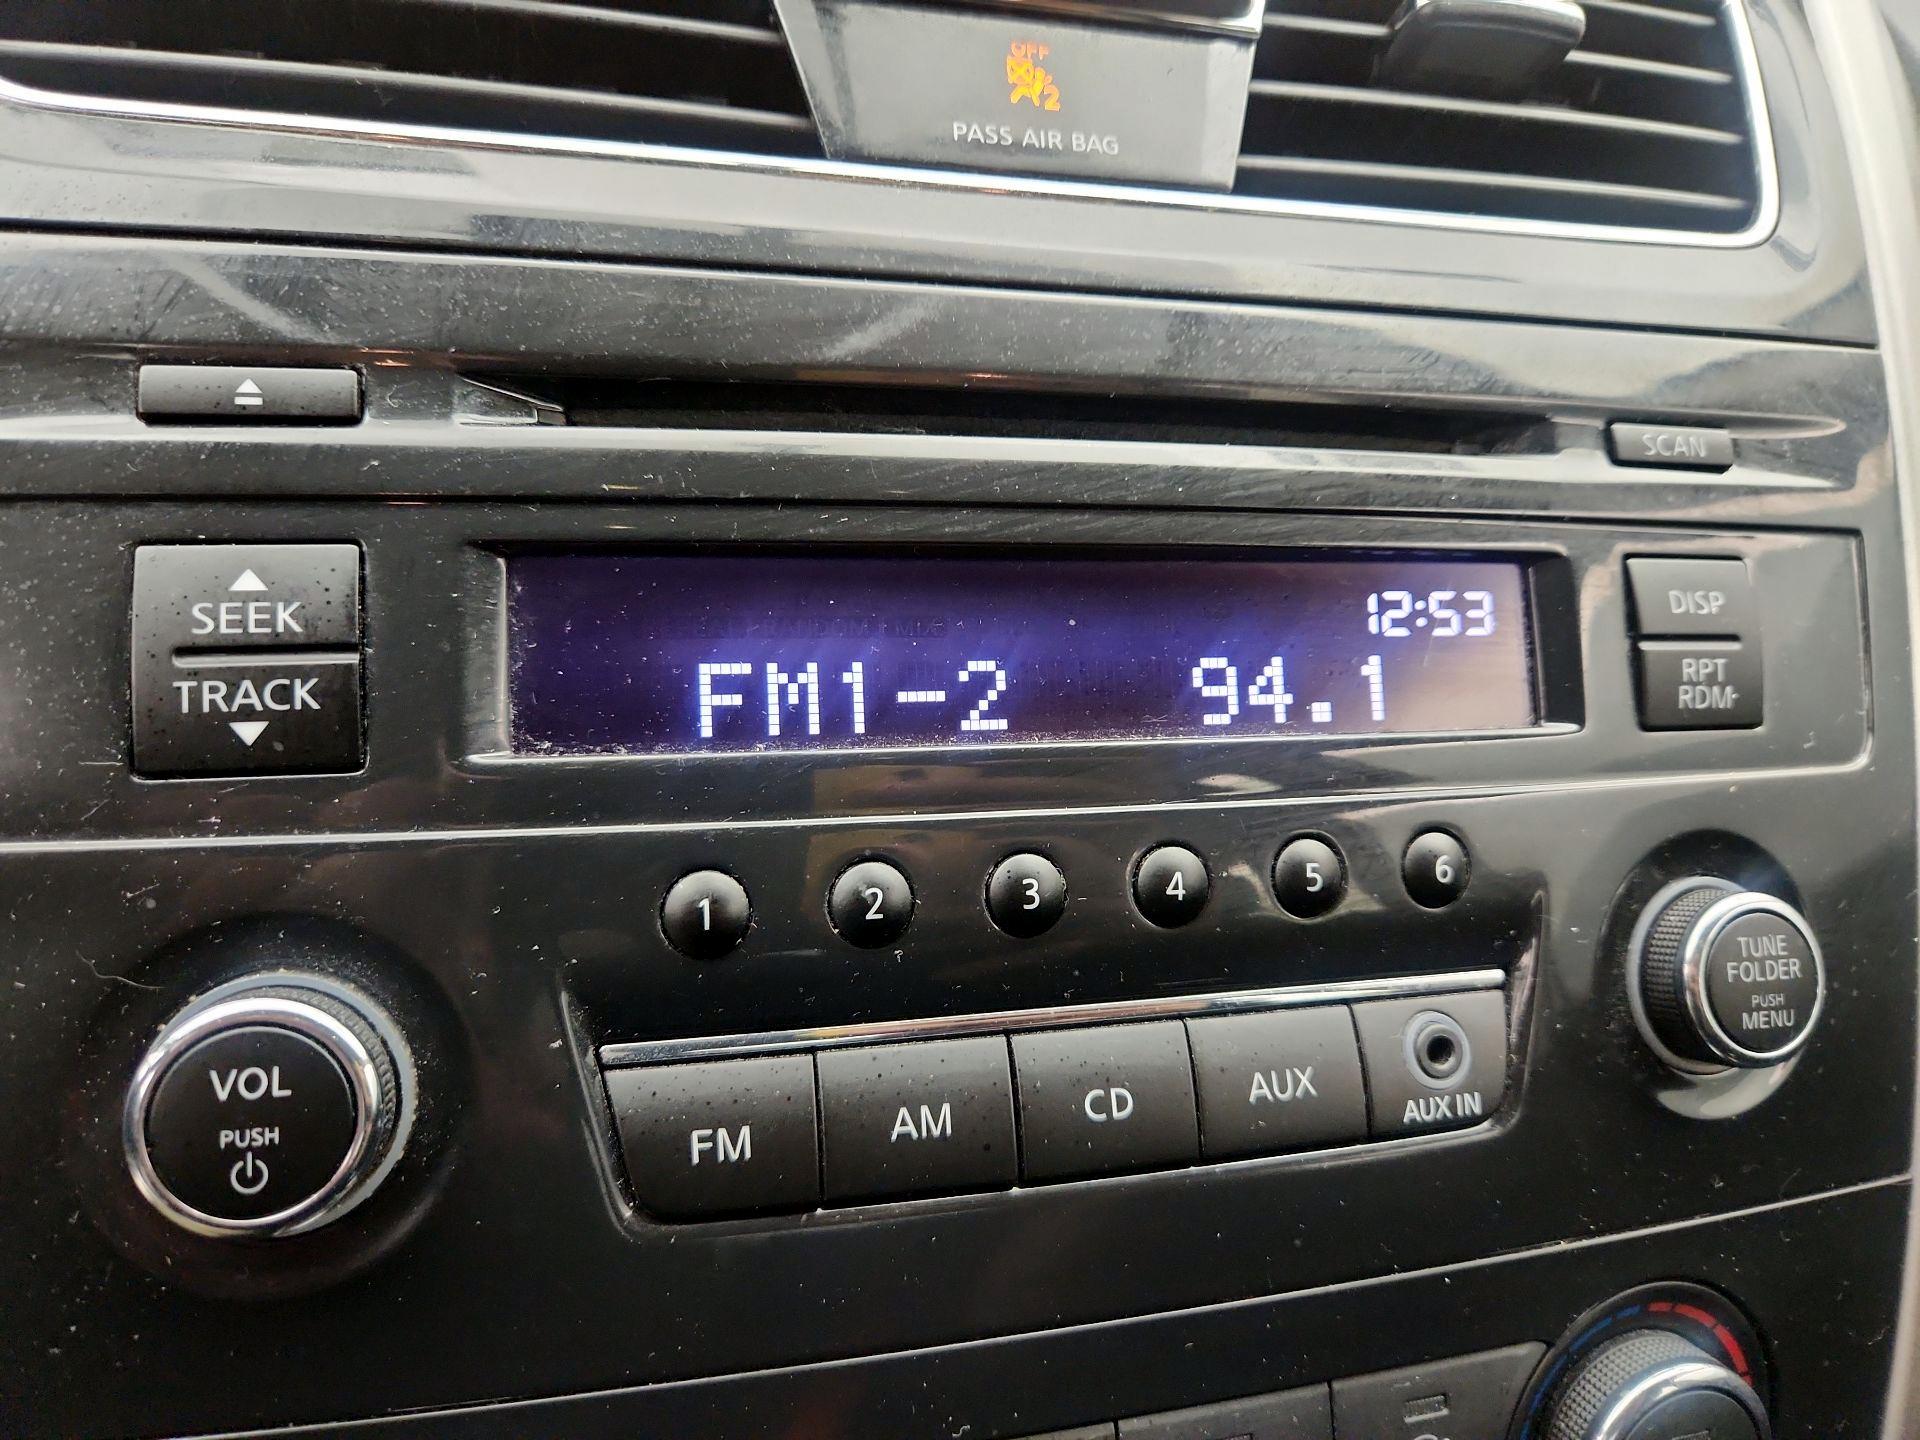 OFF
2
PASS AIR BAG
SCAN
SEEK
TRACK
12:53
FM1-2 94.1
DISP
RPT
RDM
1 2 3 4 5 6
VOL
PUSH
FM AM CD AUX AUX IN
TUNE
FOLDER
PUSH
MENU